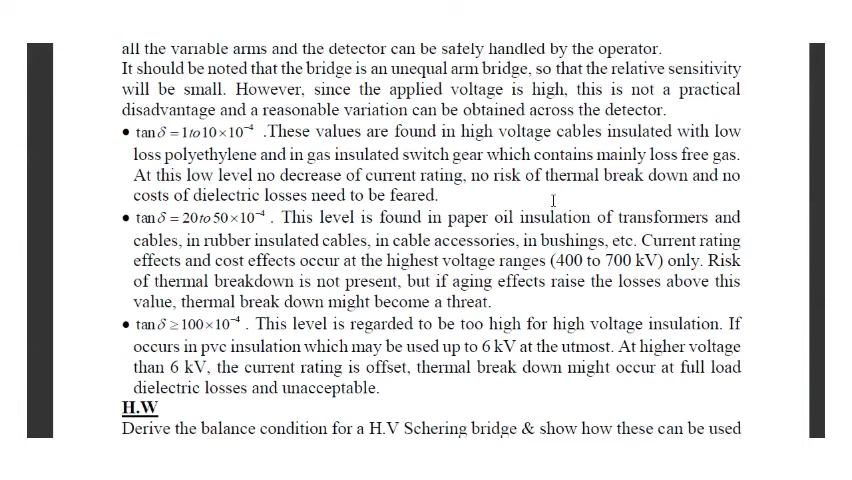 all the variable arms and the detector can be safely handled by the operator.
It should be noted that the bridge is an unequal arm bridge, so that the relative sensitivity
will be small. However, since the applied voltage is high, this is not a practical
disadvantage and a reasonable variation can be obtained across the detector.
• tan δ = 1 to 10 × 10⁻⁴ .These values are found in high voltage cables insulated with low
loss polyethylene and in gas insulated switch gear which contains mainly loss free gas.
At this low level no decrease of current rating, no risk of thermal break down and no
costs of dielectric losses need to be feared.
• tan δ = 20 to 50 × 10⁻⁴ . This level is found in paper oil insulation of transformers and
cables, in rubber insulated cables, in cable accessories, in bushings, etc. Current rating
effects and cost effects occur at the highest voltage ranges (400 to 700 kV) only. Risk
of thermal breakdown is not present, but if aging effects raise the losses above this
value, thermal break down might become a threat.
• tan δ ≥ 100 × 10⁻⁴ . This level is regarded to be too high for high voltage insulation. If
occurs in pvc insulation which may be used up to 6 kV at the utmost. At higher voltage
than 6 kV, the current rating is offset, thermal break down might occur at full load
dielectric losses and unacceptable.
H.W
Derive the balance condition for a H.V Schering bridge & show how these can be used